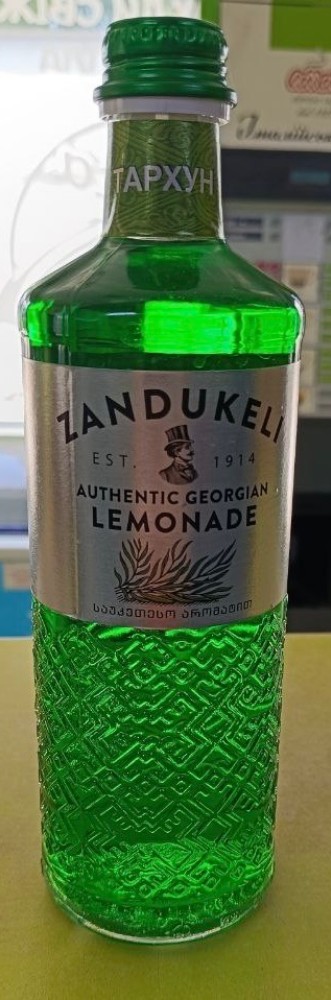 ТАРХУН
ZANDUKELI
EST. 1914
AUTHENTIC GEORGIAN
LEMONADE
ᲡᲐᲣᲙᲔᲗᲔᲡᲝ ᲐᲠᲝᲛᲐᲢᲘᲗ